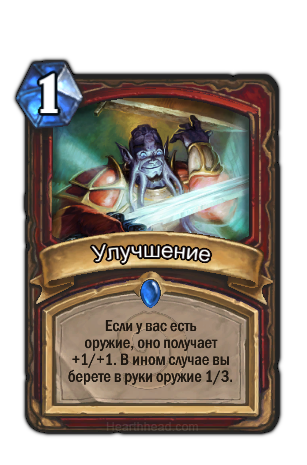 1
Улучшение
Если у вас есть
оружие, оно получает
+1/+1. В ином случае вы
берете в руки оружие 1/3.
Hearthhead.com